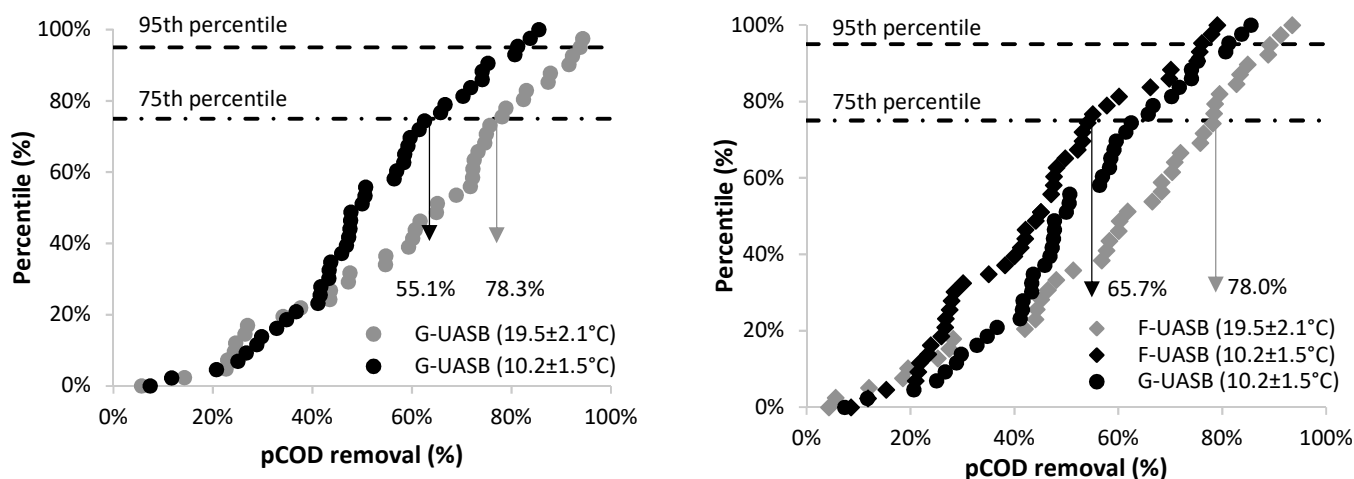 100%
80%
60%
40%
20%
0%
Percentile (%)
95th percentile
75th percentile
55.1%
78.3%
G-UASB (19.5±2.1°C)
G-UASB (10.2±1.5°C)
0%
20%
40%
60%
80%
100%
pCOD removal (%)
100%
80%
60%
40%
20%
0%
Percentile (%)
95th percentile
75th percentile
65.7%
78.0%
F-UASB (19.5±2.1°C)
F-UASB (10.2±1.5°C)
G-UASB (10.2±1.5°C)
0%
20%
40%
60%
80%
100%
pCOD removal (%)